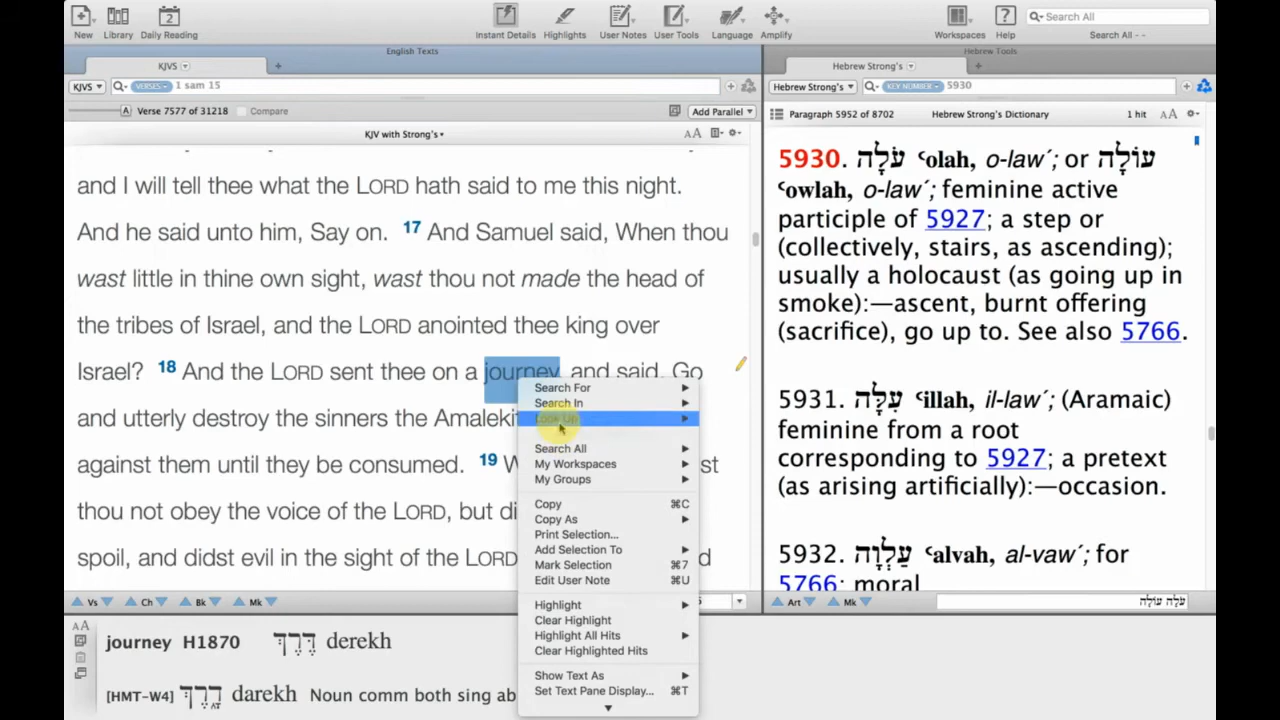 New Library Daily Reading Instant Details Highlights User Notes User Tools Language Amplify Workspaces Help Search All
2
Search All - -
English Texts
KJVS
KJVS VERSES 1 sam 15
A Verse 7577 of 31218 Compare Add Parallel
KJV with Strong's
AA
and I will tell thee what the LORD hath said to me this night.
And he said unto him, Say on. 17 And Samuel said, When thou
wast little in thine own sight, wast thou not made the head of
the tribes of Israel, and the LORD anointed thee king over
Israel? 18 And the LORD sent thee on a journey, and said, Go
and utterly destroy the sinners the Amalekit
against them until they be consumed. 19 W st
thou not obey the voice of the LORD, but di
spoil, and didst evil in the sight of the LORD d
Vs Ch Bk Mk
Search For
Search In
Look Up
Search All
My Workspaces
My Groups
Copy ⌘C
Copy As
Print Selection...
Add Selection To
Mark Selection ⌘7
Edit User Note ⌘U
Highlight
Clear Highlight
Highlight All Hits
Clear Highlighted Hits
Show Text As
Set Text Pane Display... ⌘T
Hebrew Tools
Hebrew Strong's
Hebrew Strong's KEY NUMBER 5930
Paragraph 5952 of 8702 Hebrew Strong's Dictionary 1 hit AA
5930. עֹלָה ʿolah, o-law´; or עוֹלָה
ʿowlah, o-law´; feminine active
participle of 5927; a step or
(collectively, stairs, as ascending);
usually a holocaust (as going up in
smoke):—ascent, burnt offering
(sacrifice), go up to. See also 5766.
5931. עִלָּה ʿillah, il-law´; (Aramaic)
feminine from a root
corresponding to 5927; a pretext
(as arising artificially):—occasion.
5932. עַלְוָה ʿalvah, al-vaw´; for
5766; moral
Art Mk עלה עולה
AA
journey H1870 דֶּרֶךְ derekh
[HMT-W4] דָּרֶךְ darekh Noun comm both sing ab